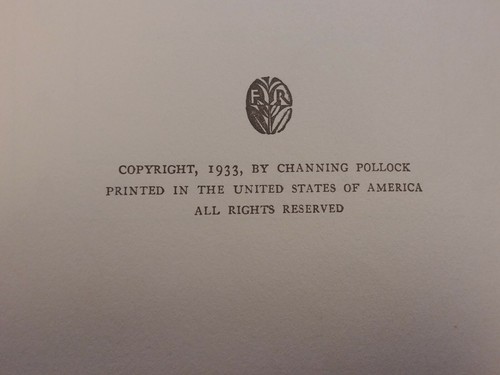 F R
COPYRIGHT, 1933, BY CHANNING POLLOCK
PRINTED IN THE UNITED STATES OF AMERICA
ALL RIGHTS RESERVED